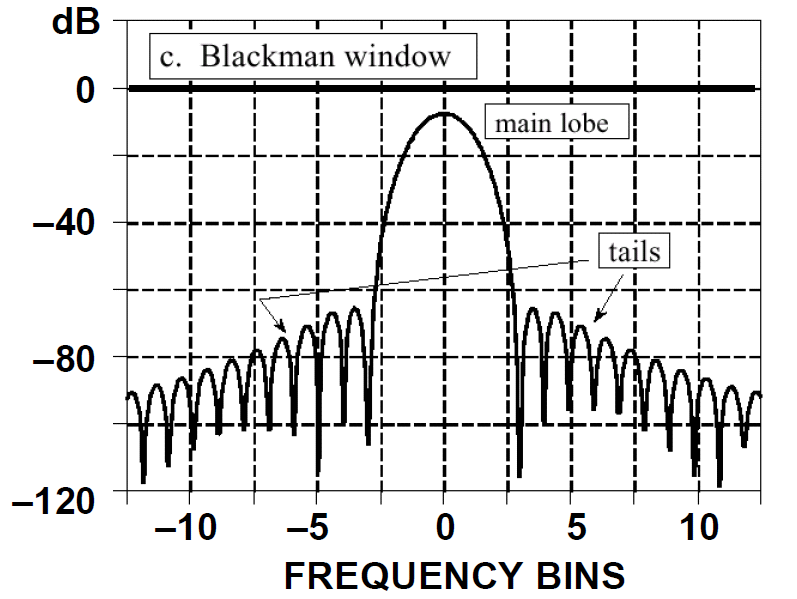 dB
c. Blackman window
0
main lobe
–40
tails
–80
–120
–10 –5 0 5 10
FREQUENCY BINS